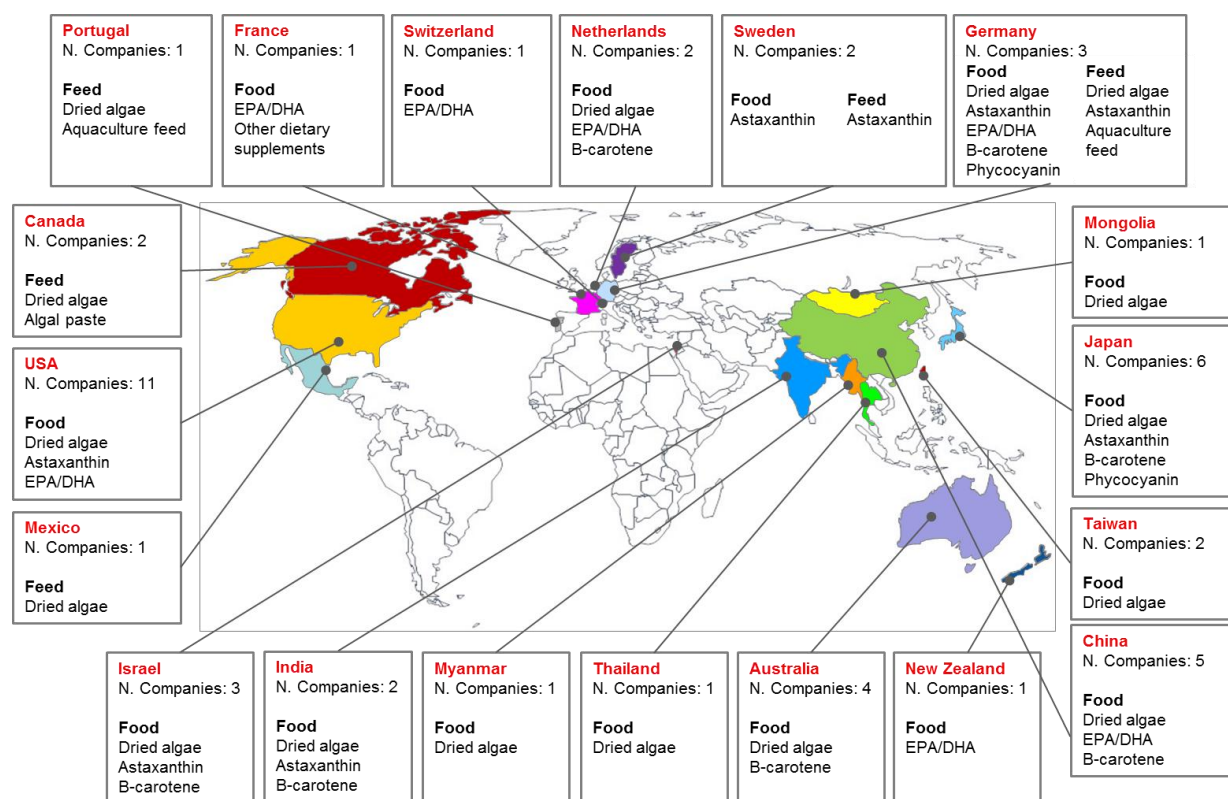 Portugal
N. Companies: 1
Feed
Dried algae
Aquaculture feed
France
N. Companies: 1
Food
EPA/DHA
Other dietary
supplements
Switzerland
N. Companies: 1
Food
EPA/DHA
Netherlands
N. Companies: 2
Food
Dried algae
EPA/DHA
B-carotene
Sweden
N. Companies: 2
Food
Astaxanthin
Feed
Astaxanthin
Germany
N. Companies: 3
Food
Dried algae
Astaxanthin
EPA/DHA
B-carotene
Phycocyanin
Feed
Dried algae
Astaxanthin
Aquaculture
feed
Canada
N. Companies: 2
Feed
Dried algae
Algal paste
USA
N. Companies: 11
Food
Dried algae
Astaxanthin
EPA/DHA
Mexico
N. Companies: 1
Feed
Dried algae
Mongolia
N. Companies: 1
Food
Dried algae
Japan
N. Companies: 6
Food
Dried algae
Astaxanthin
B-carotene
Phycocyanin
Taiwan
N. Companies: 2
Food
Dried algae
China
N. Companies: 5
Food
Dried algae
EPA/DHA
B-carotene
Israel
N. Companies: 3
Food
Dried algae
Astaxanthin
B-carotene
India
N. Companies: 2
Food
Dried algae
Astaxanthin
B-carotene
Myanmar
N. Companies: 1
Food
Dried algae
Thailand
N. Companies: 1
Food
Dried algae
Australia
N. Companies: 4
Food
Dried algae
B-carotene
New Zealand
N. Companies: 1
Food
EPA/DHA